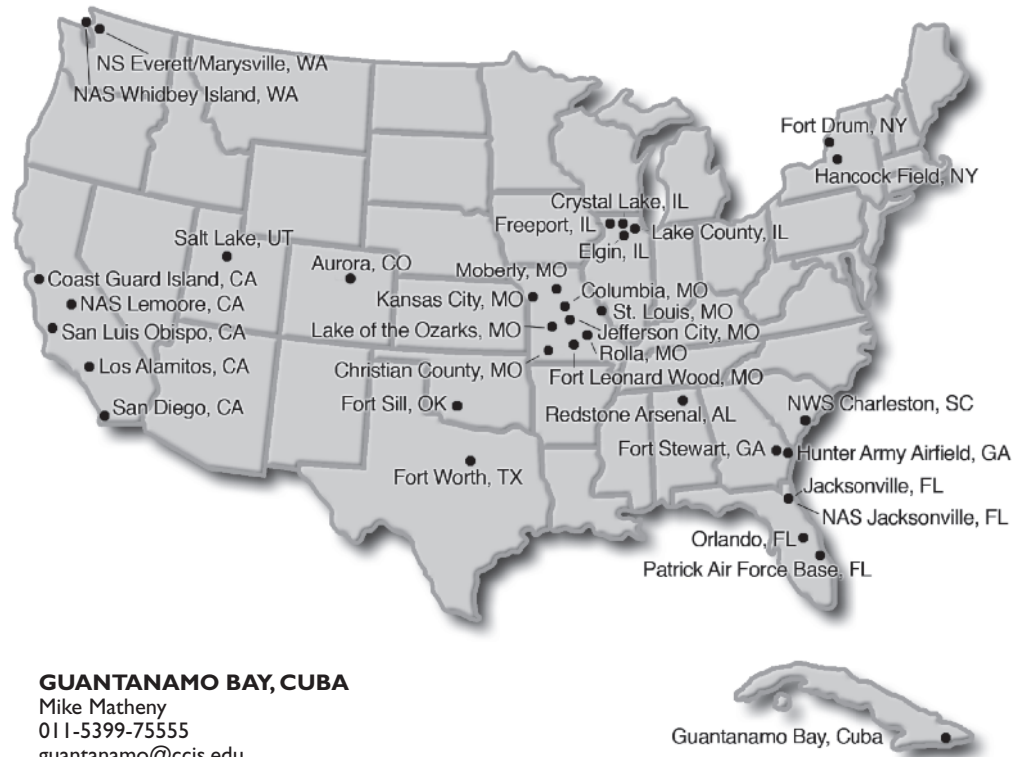 NS Everett/Marysville, WA
NAS Whidbey Island, WA
Fort Drum, NY
Hancock Field, NY
Crystal Lake, IL
Freeport, IL
Lake County, IL
Elgin, IL
Salt Lake, UT
Aurora, CO
Moberly, MO
Coast Guard Island, CA
Kansas City, MO
Columbia, MO
NAS Lemoore, CA
St. Louis, MO
San Luis Obispo, CA
Lake of the Ozarks, MO
Jefferson City, MO
Rolla, MO
Los Alamitos, CA
Christian County, MO
Fort Leonard Wood, MO
San Diego, CA
Fort Sill, OK
Redstone Arsenal, AL
NWS Charleston, SC
Fort Stewart, GA
Hunter Army Airfield, GA
Fort Worth, TX
Jacksonville, FL
NAS Jacksonville, FL
Orlando, FL
Patrick Air Force Base, FL
GUANTANAMO BAY, CUBA
Mike Matheny
011-5399-75555
guantanamo@ccis.edu
Guantanamo Bay, Cuba